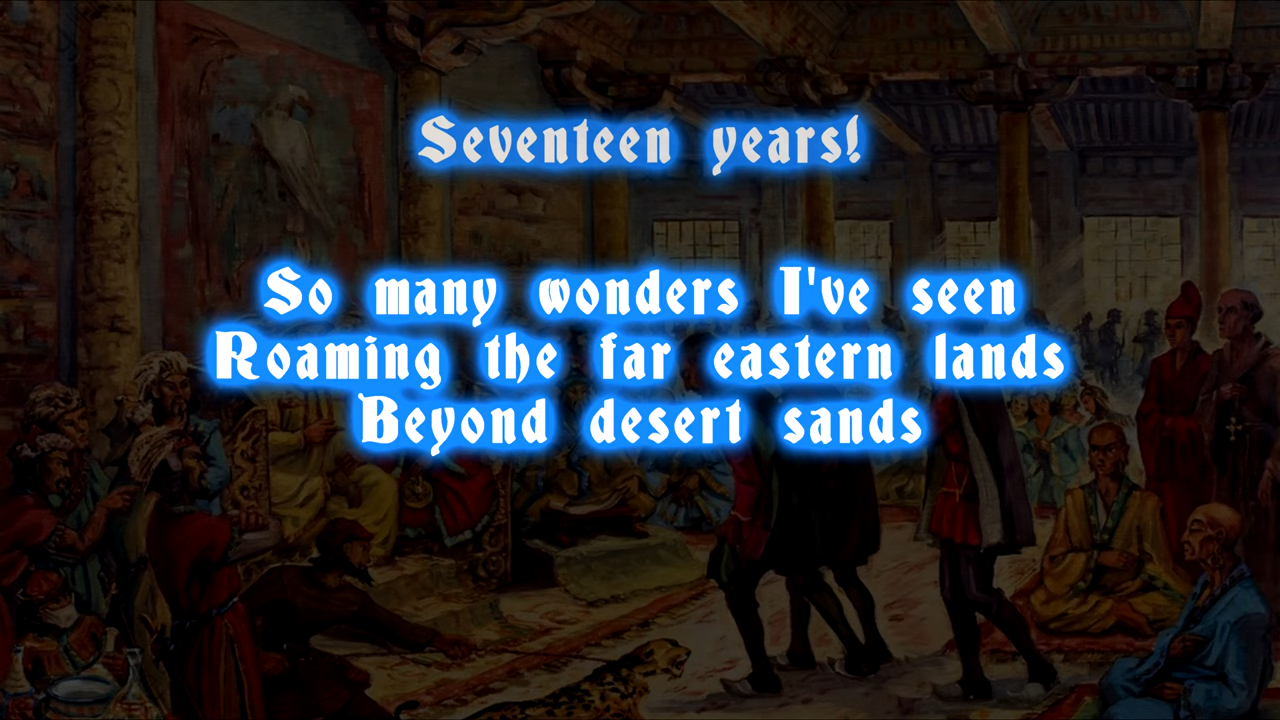 Seventeen years!
So many wonders I've seen
Roaming the far eastern lands
Beyond desert sands